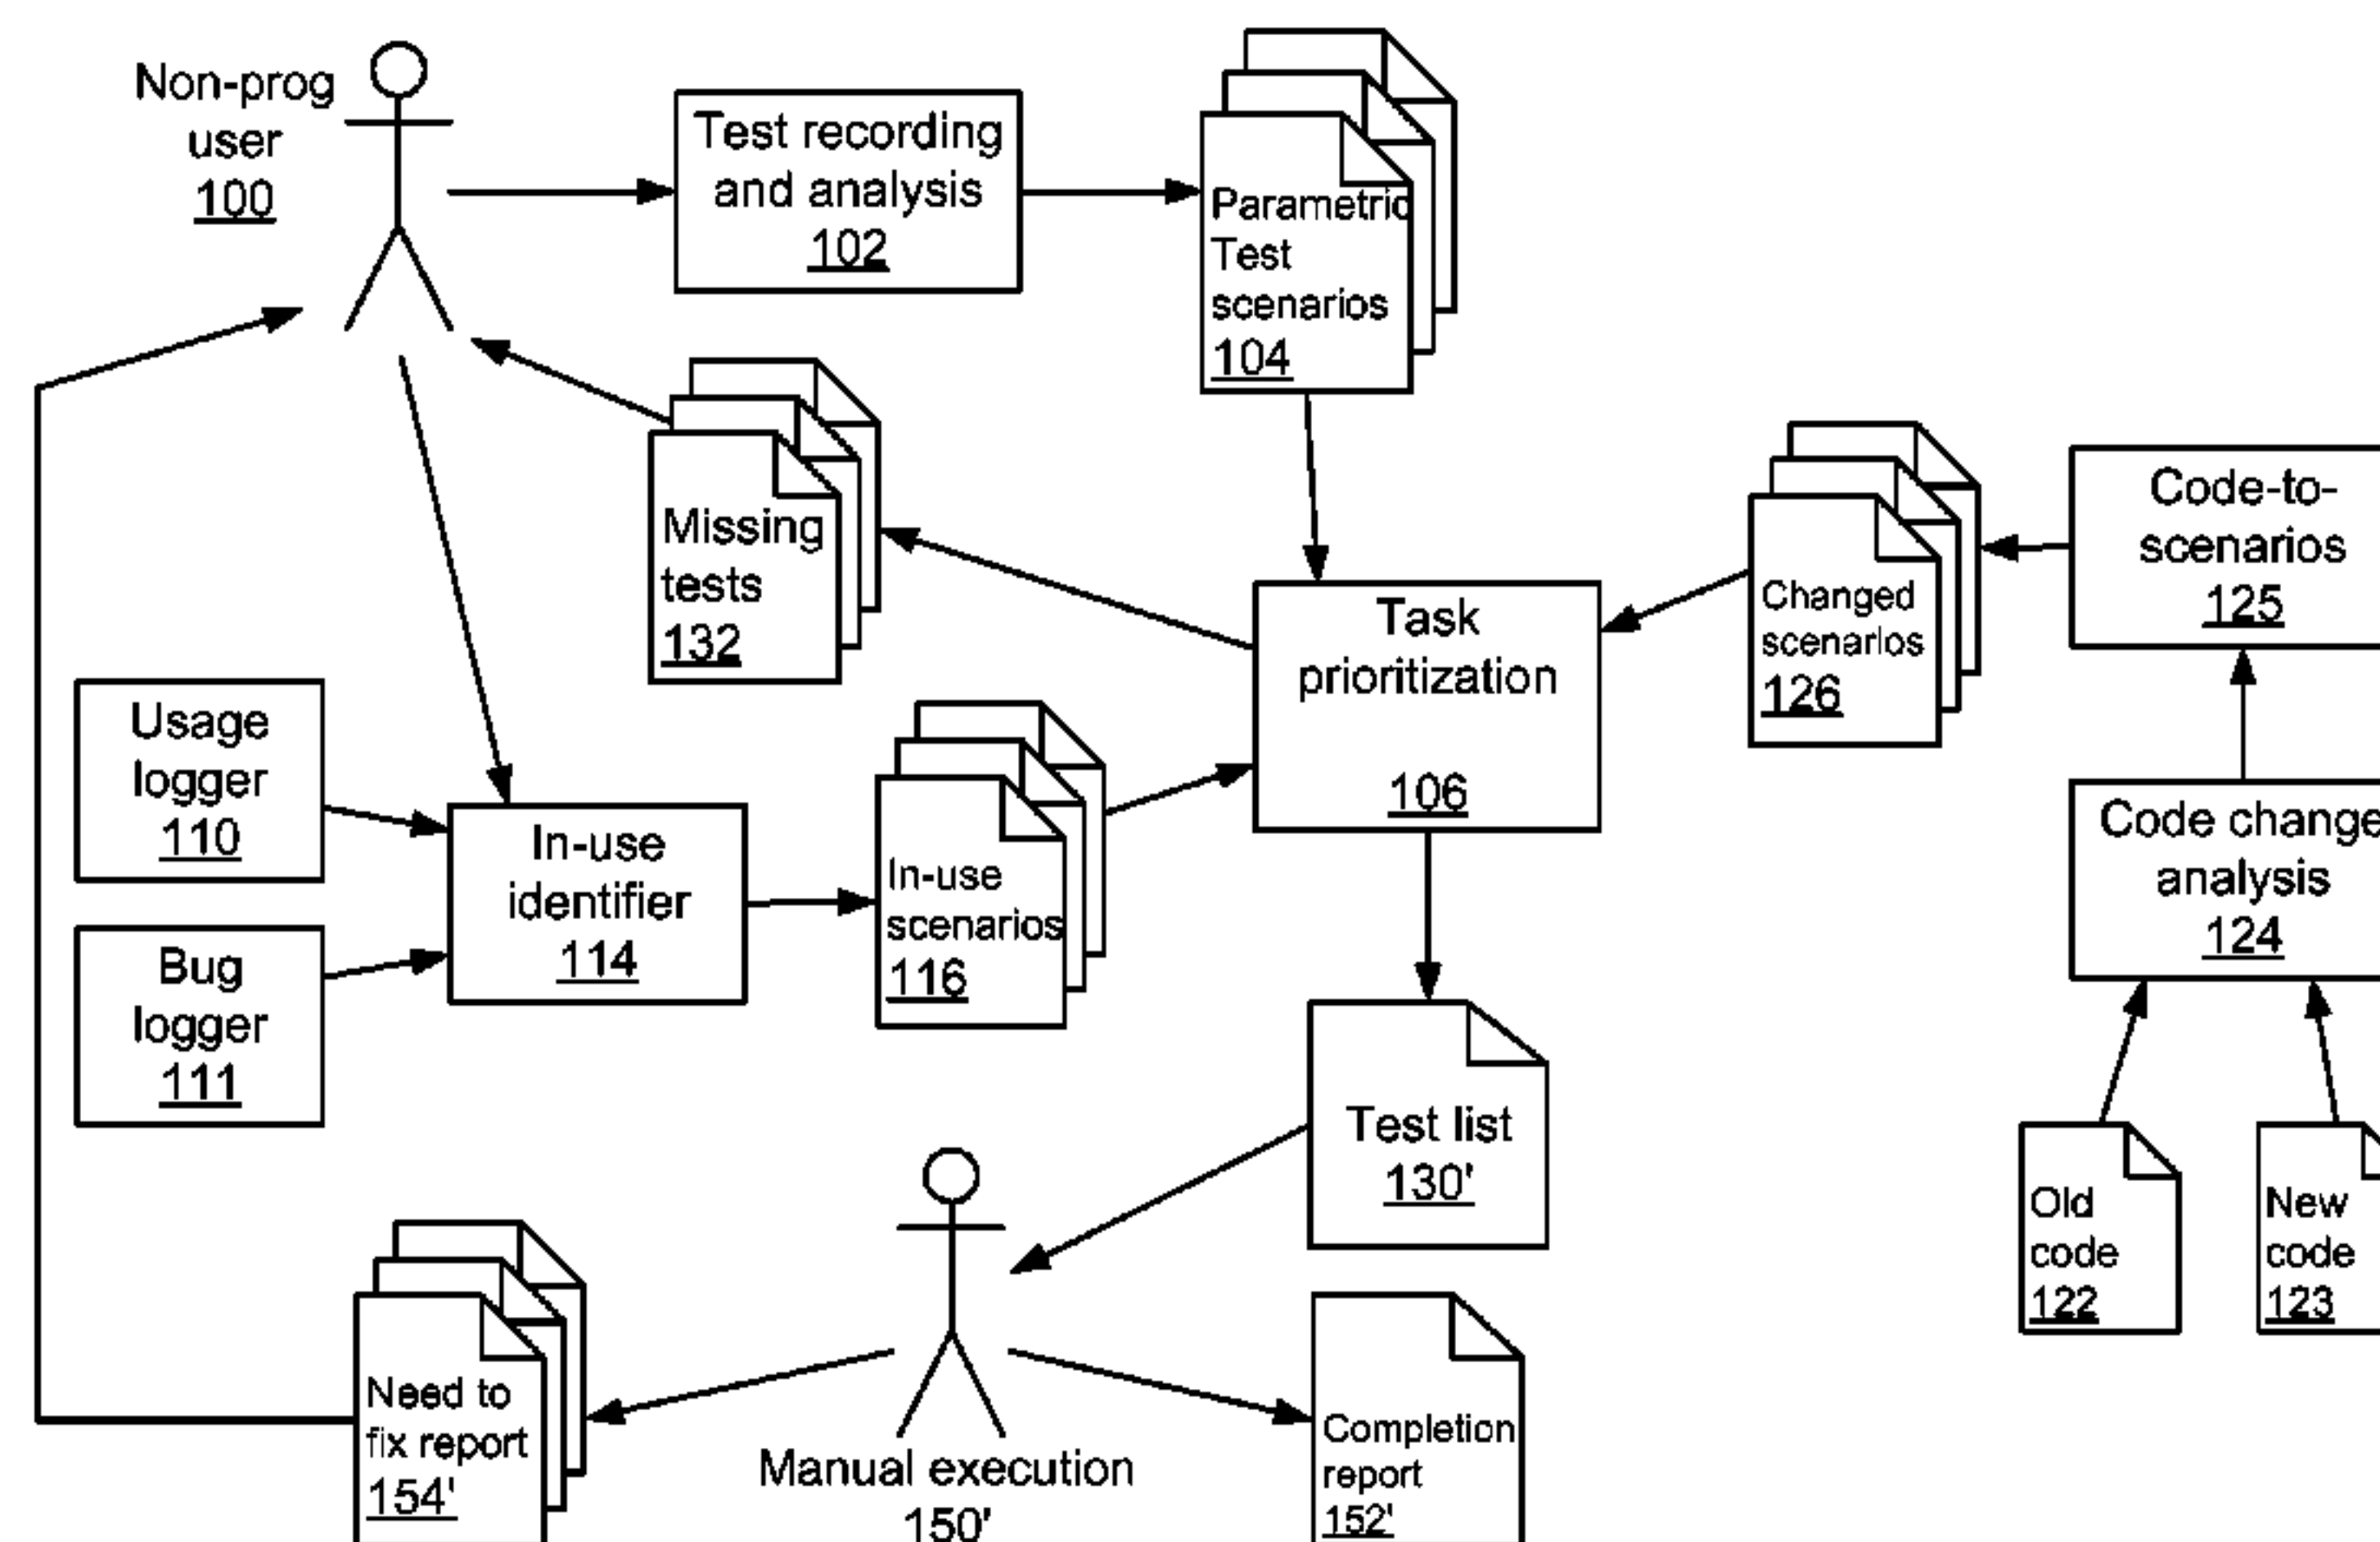 Non-prog
user
100
Test recording
and analysis
102
Parametric
Test
scenarios
104
Missing
tests
132
Task
prioritization
106
Changed
scenarios
126
Code-to-
scenarios
125
Usage
logger
110
In-use
identifier
114
In-use
scenarios
116
Code change
analysis
124
Bug
logger
111
Test list
130'
Old
code
122
New
code
123
Need to
fix report
154'
Manual execution
150'
Completion
report
152'